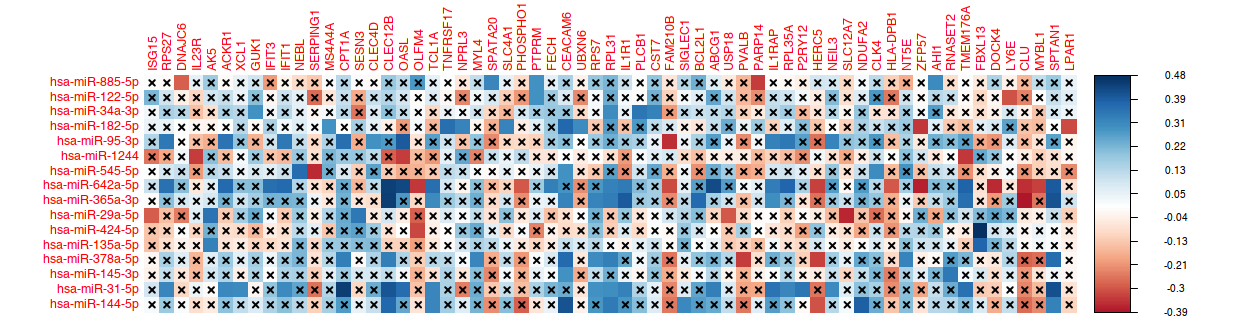 ISG15
RPS27
DNAJC6
IL23R
AK5
ACKR1
XCL1
GUK1
IFIT3
IFIT1
NEBL
SERPING1
MS4A4A
CPT1A
SESN3
CLEC4D
CLEC12B
OASL
OLFM4
TCL1A
TNFRSF17
NPRL3
MYL4
SPATA20
SLC4A1
PHOSPHO1
PTPRM
FECH
CEACAM6
UBXN6
RPS7
RPL31
IL1R1
PLCB1
CST7
FAM210B
SIGLEC1
BCL2L1
ABCG1
USP18
PVALB
PARP14
IL1RAP
RPL35A
P2RY12
HERC5
NEIL3
SLC12A7
NDUFA2
CLK4
HLA-DPB1
NT5E
ZFP57
AHI1
RNASET2
TMEM176A
FBXL13
DOCK4
LY6E
CLU
MYBL1
SPTAN1
LPAR1
hsa-miR-885-5p
hsa-miR-122-5p
hsa-miR-34a-3p
hsa-miR-182-5p
hsa-miR-95-3p
hsa-miR-1244
hsa-miR-545-5p
hsa-miR-642a-5p
hsa-miR-365a-3p
hsa-miR-29a-5p
hsa-miR-424-5p
hsa-miR-135a-5p
hsa-miR-378a-5p
hsa-miR-145-3p
hsa-miR-31-5p
hsa-miR-144-5p
0.48
0.39
0.31
0.22
0.13
0.05
-0.04
-0.13
-0.21
-0.3
-0.39